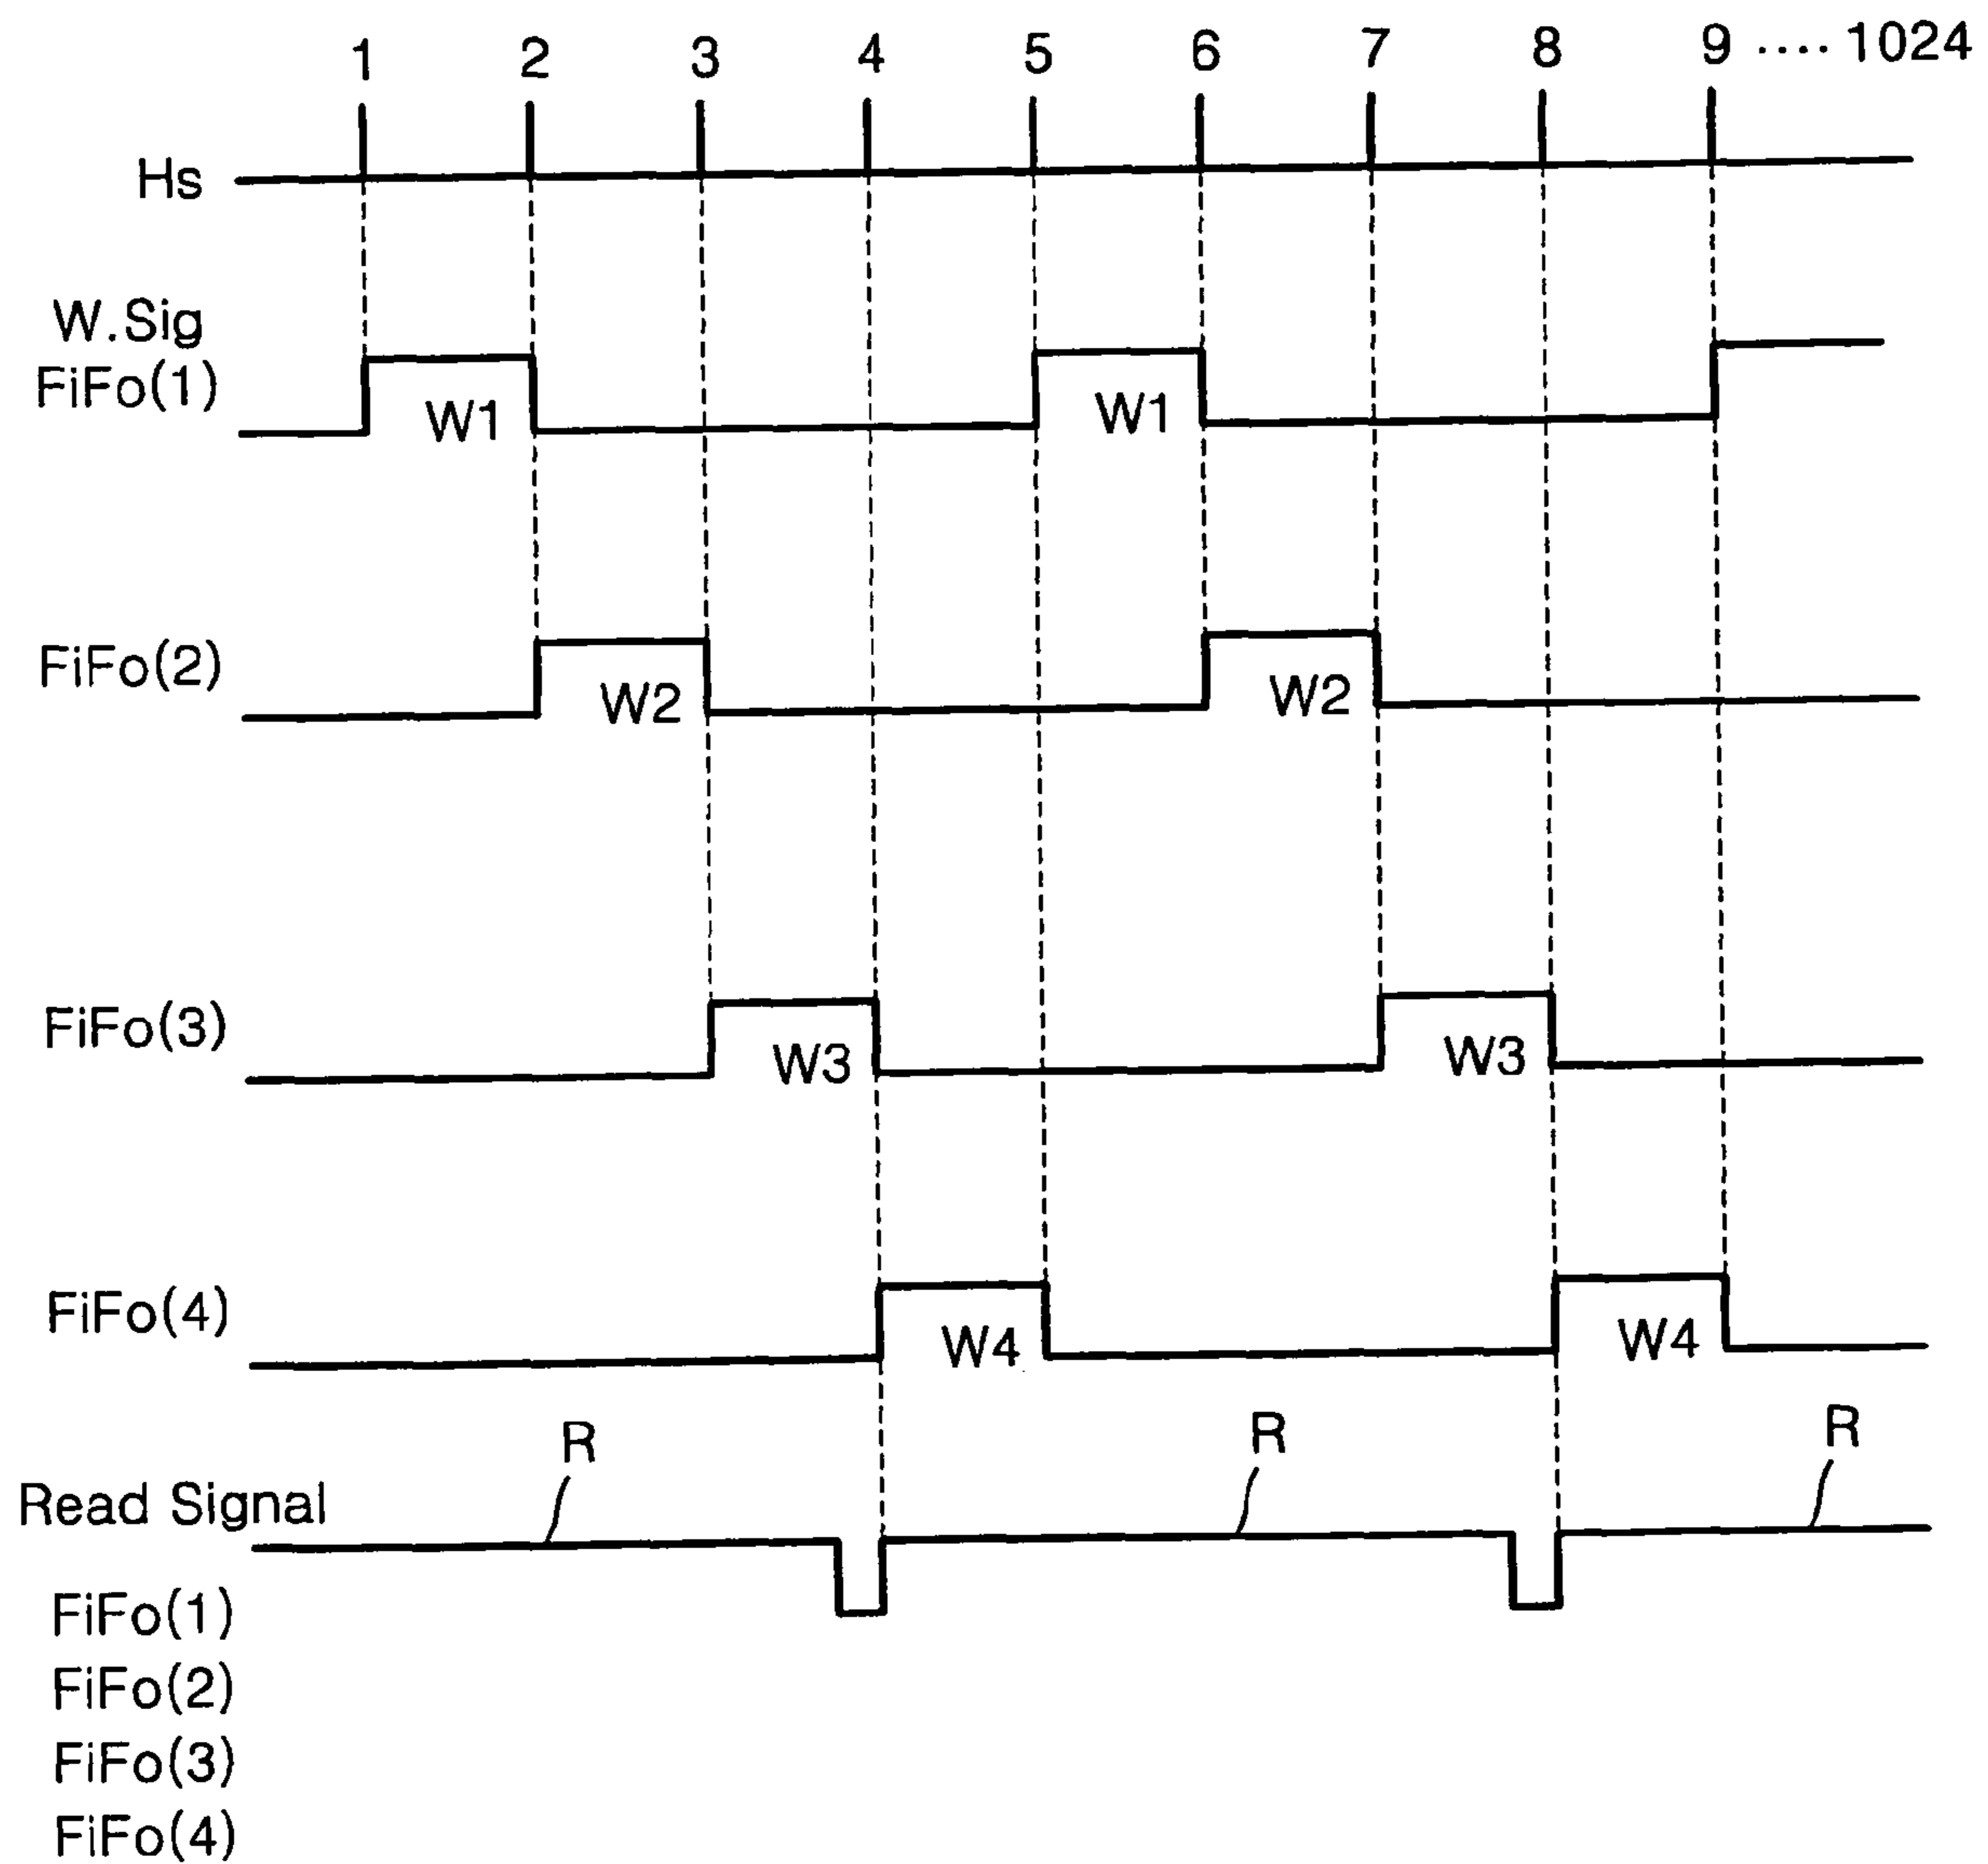 1 2 3 4 5 6 7 8 9 .... 1024
Hs
W.Sig
FiFo(1)
W1 W1
FiFo(2)
W2 W2
FiFo(3)
W3 W3
FiFo(4)
W4 W4
R R R
Read Signal
FiFo(1)
FiFo(2)
FiFo(3)
FiFo(4)